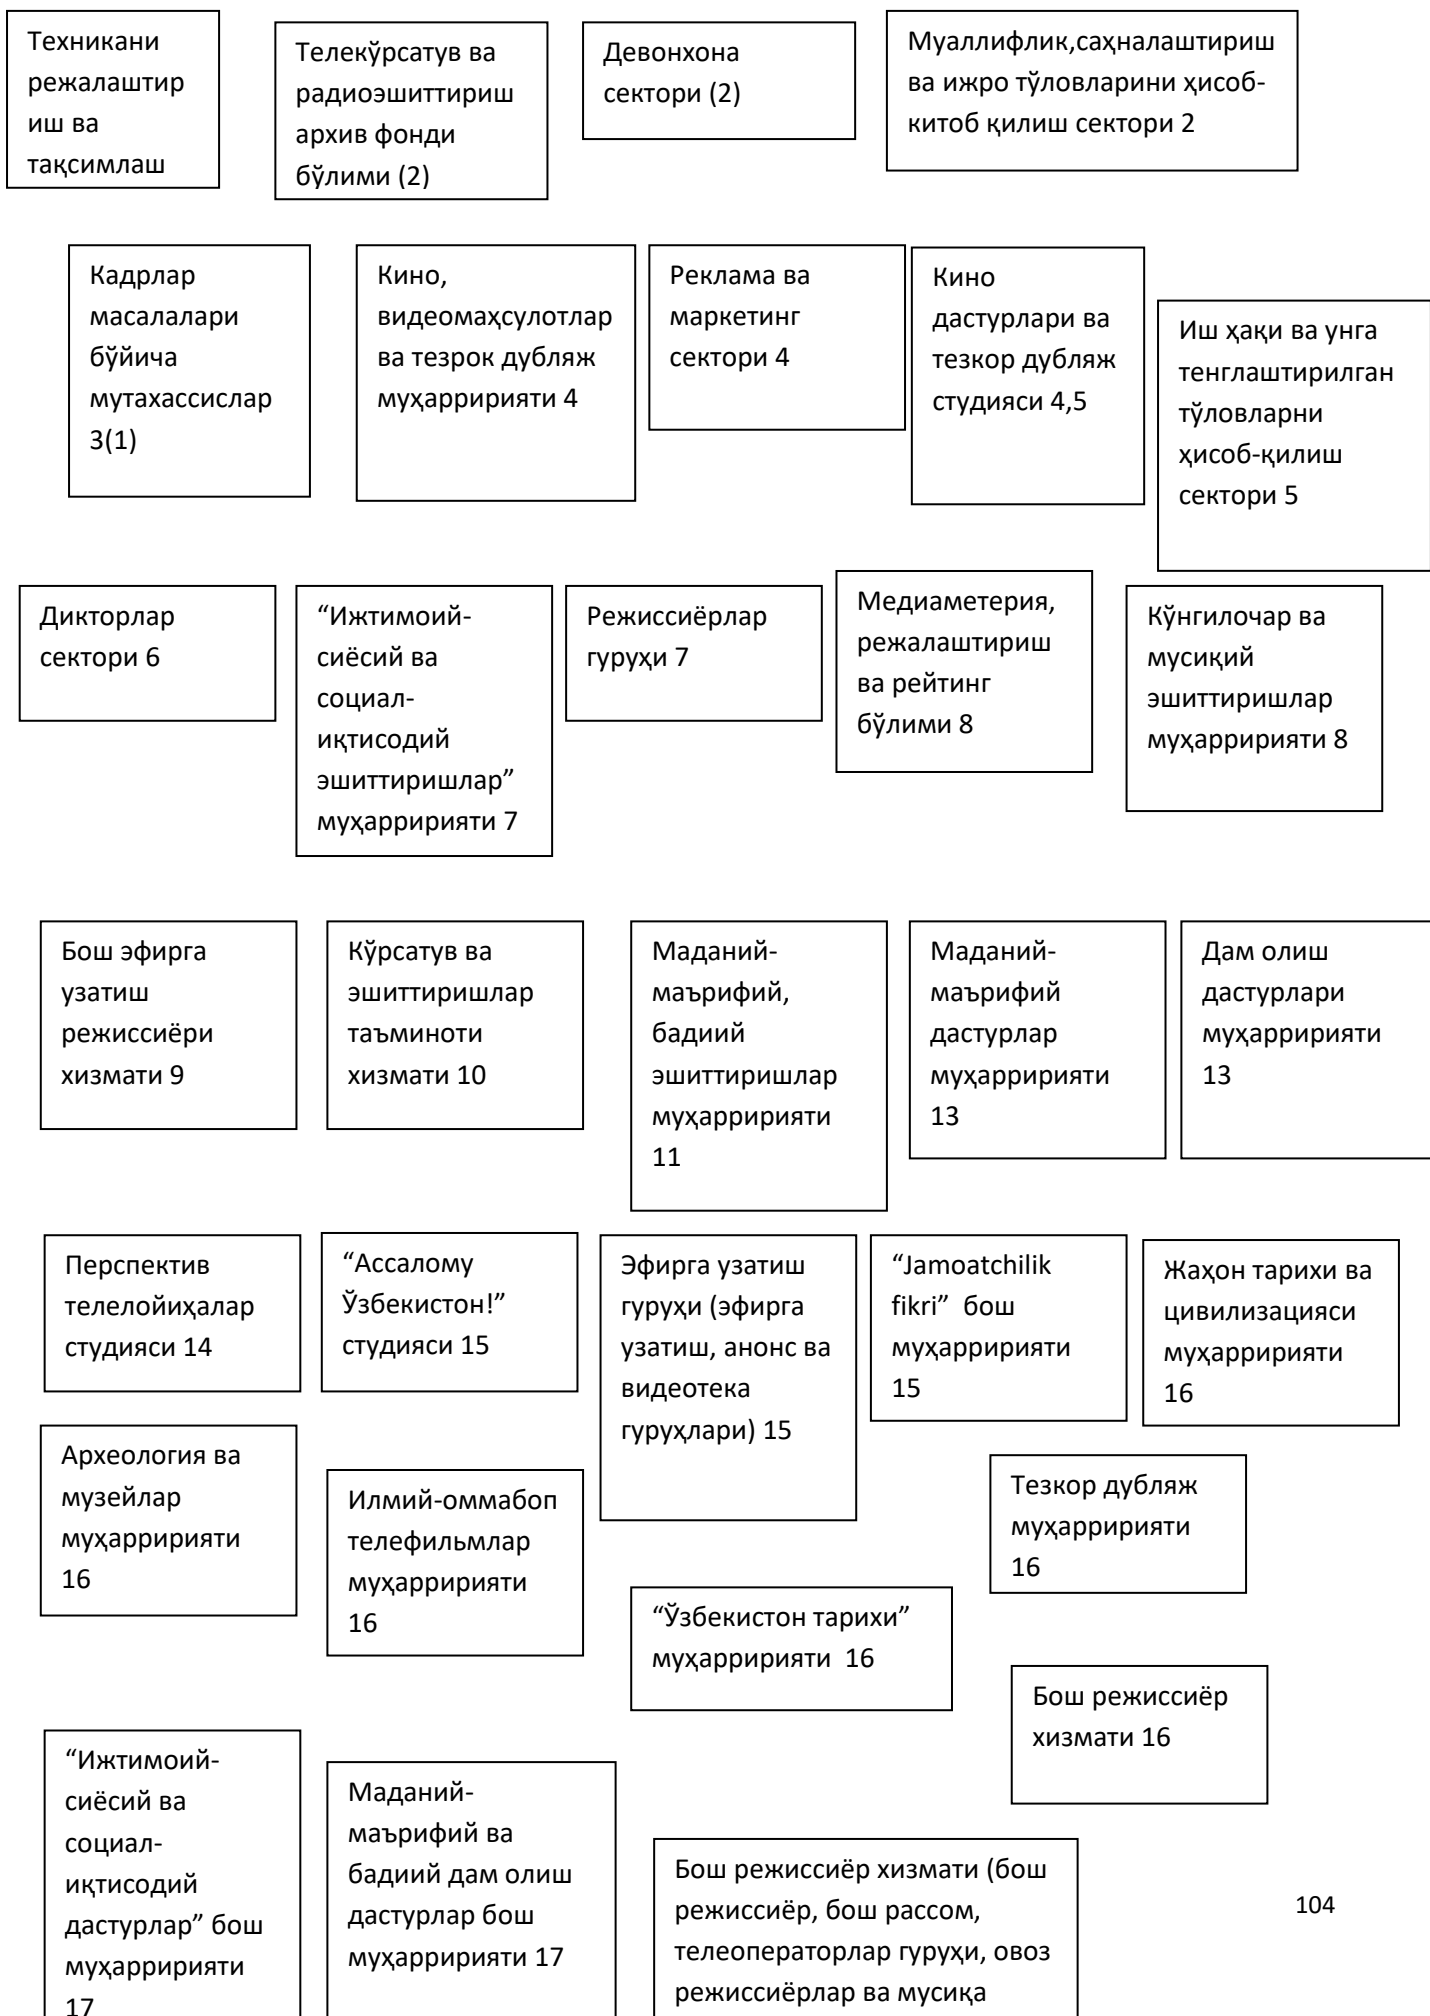 Техникани
режалаштир
иш ва
тақсимлаш
Телекўрсатув ва
радиоэшиттириш
архив фонди
бўлими (2)
Девонхона
сектори (2)
Муаллифлик,саҳналаштириш
ва ижро тўловларини ҳисоб-
китоб қилиш сектори 2
Кадрлар
масалалари
бўйича
мутахассислар
3(1)
Кино,
видеомаҳсулотлар
ва тезрок дубляж
муҳарририяти 4
Реклама ва
маркетинг
сектори 4
Кино
дастурлари ва
тезкор дубляж
студияси 4,5
Иш ҳақи ва унга
тенглаштирилган
тўловларни
ҳисоб-қилиш
сектори 5
Дикторлар
сектори 6
“Ижтимоий-
сиёсий ва
социал-
иқтисодий
эшиттиришлар”
муҳарририяти 7
Режиссиёрлар
гуруҳи 7
Медиаметерия,
режалаштириш
ва рейтинг
бўлими 8
Кўнгилочар ва
мусиқий
эшиттиришлар
муҳарририяти 8
Бош эфирга
узатиш
режиссиёри
хизмати 9
Кўрсатув ва
эшиттиришлар
таъминоти
хизмати 10
Маданий-
маърифий,
бадиий
эшиттиришлар
муҳарририяти
11
Маданий-
маърифий
дастурлар
муҳарририяти
13
Дам олиш
дастурлари
муҳарририяти
13
Перспектив
телелойиҳалар
студияси 14
“Ассалому
Ўзбекистон!”
студияси 15
Эфирга узатиш
гуруҳи (эфирга
узатиш, анонс ва
видеотека
гуруҳлари) 15
“Jamoatchilik
fikri”  бош
муҳарририяти
15
Жаҳон тарихи ва
цивилизацияси
муҳарририяти
16
Археология ва
музейлар
муҳарририяти
16
Илмий-оммабоп
телефильмлар
муҳарририяти
16
“Ўзбекистон тарихи”
муҳарририяти  16
Тезкор дубляж
муҳарририяти
16
Бош режиссиёр
хизмати 16
“Ижтимоий-
сиёсий ва
социал-
иқтисодий
дастурлар” бош
муҳарririяти
17
Маданий-
маърифий ва
бадиий дам олиш
дастурлар бош
муҳарририяти 17
Бош режиссиёр хизмати (бош
режиссиёр, бош рассом,
телеоператорлар гуруҳи, овоз
режиссиёрлар ва мусиқа
104